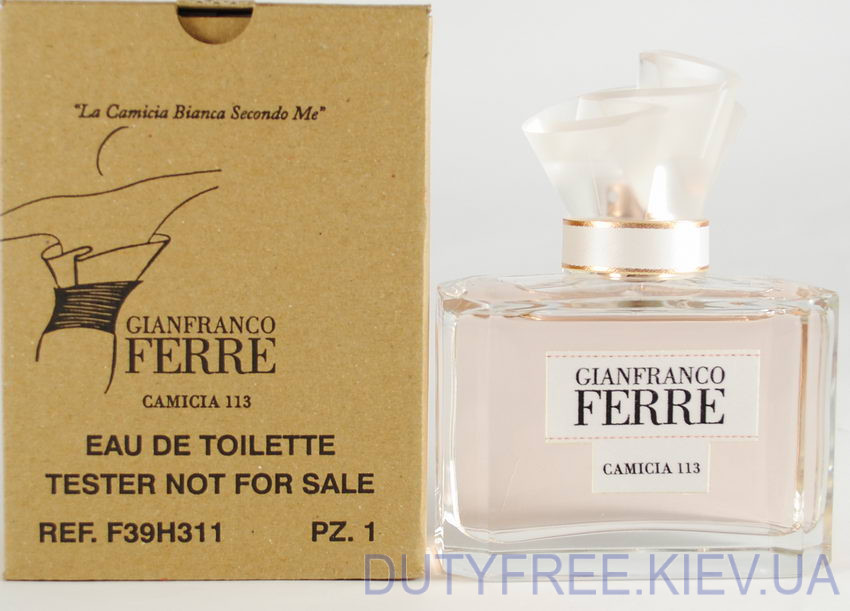 "La Camicia Bianca Secondo Me"
GIANFRANCO
FERRE
CAMICIA 113
EAU DE TOILETTE
TESTER NOT FOR SALE
REF. F39H311 PZ. 1
GIANFRANCO
FERRE
CAMICIA 113
DUTYFREE.KIEV.UA